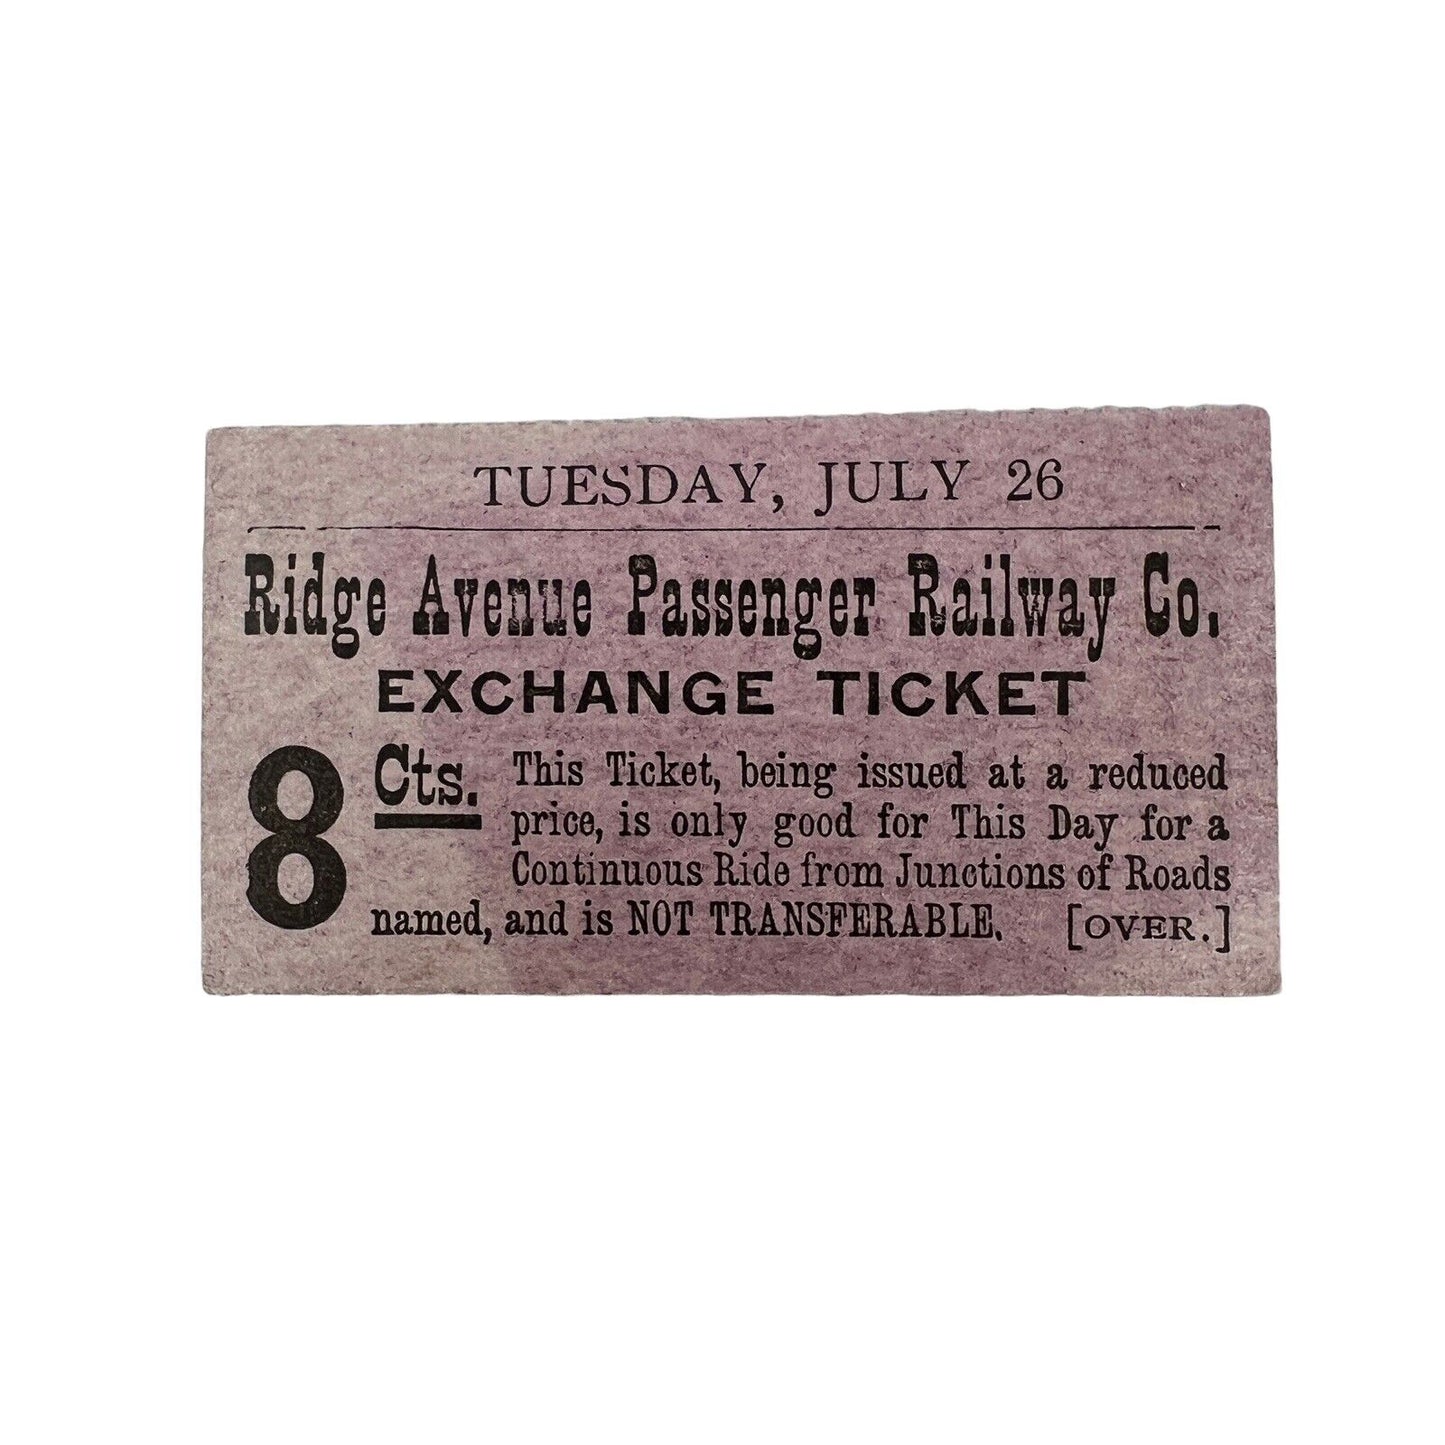 TUESDAY, JULY 26
Ridge Avenue Passenger Railway Co.
EXCHANGE TICKET
8 Cts. This Ticket, being issued at a reduced
price, is only good for This Day for a
Continuous Ride from Junctions of Roads
named, and is NOT TRANSFERABLE. [OVER.]